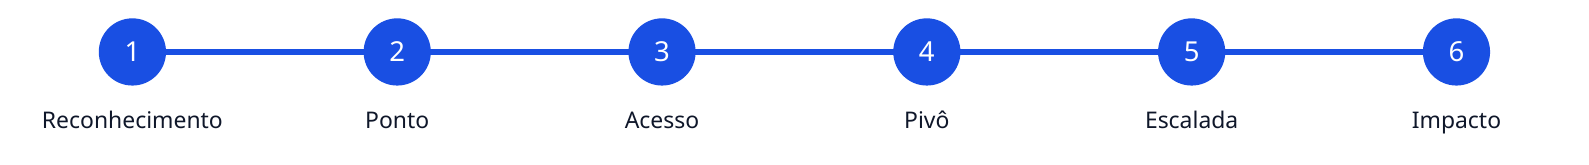 1 2 3 4 5 6
Reconhecimento Ponto Acesso Pivô Escalada Impacto